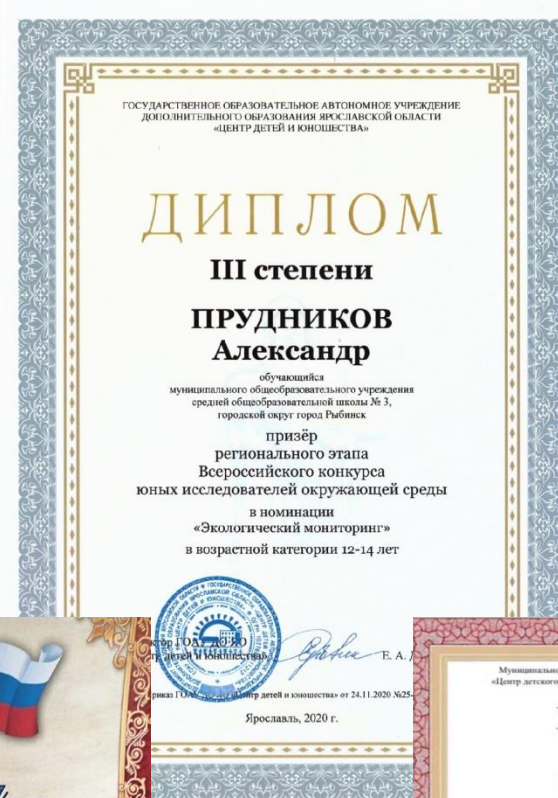 ГОСУДАРСТВЕННОЕ ОБРАЗОВАТЕЛЬНОЕ АВТОНОМНОЕ УЧРЕЖДЕНИЕ
ДОПОЛНИТЕЛЬНОГО ОБРАЗОВАНИЯ ЯРОСЛАВСКОЙ ОБЛАСТИ
«ЦЕНТР ДЕТЕЙ И ЮНОШЕСТВА»
ДИПЛОМ
III степени
ПРУДНИКОВ
Александр
обучающийся
муниципального общеобразовательного учреждения
средней общеобразовательной школы № 3,
городской округ город Рыбинск
призёр
регионального этапа
Всероссийского конкурса
юных исследователей окружающей среды
в номинации
«Экологический мониторинг»
в возрастной категории 12-14 лет
детей и юношества»
Е. А.
детей и юношества» от 24.11.2020 №25-
Ярославль, 2020 г.
«Центр детского